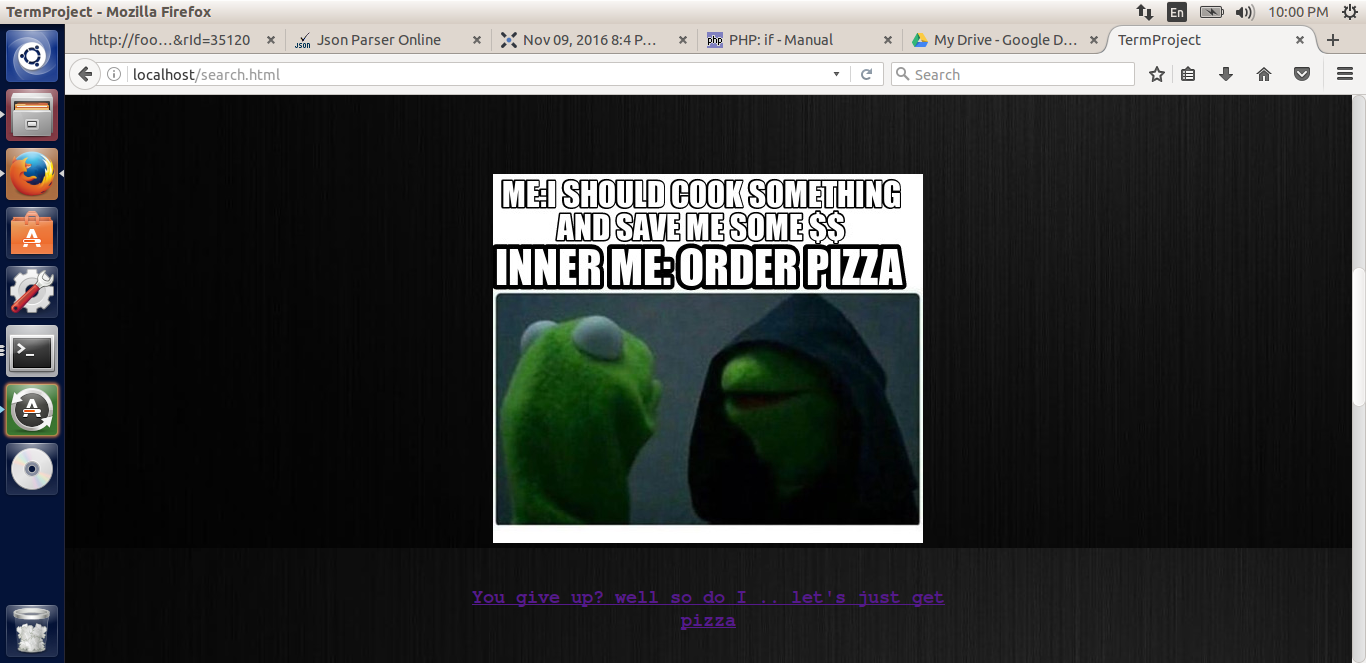 TermProject - Mozilla Firefox
En
10:00 PM
http://foo...&rId=35120
JSON
Json Parser Online
Nov 09, 2016 8:4 P...
php
PHP: if - Manual
My Drive - Google D...
TermProject
localhost/search.html
Search
ME:I SHOULD COOK SOMETHING
AND SAVE ME SOME $$
INNER ME: ORDER PIZZA
You give up? well so do I .. let's just get
pizza